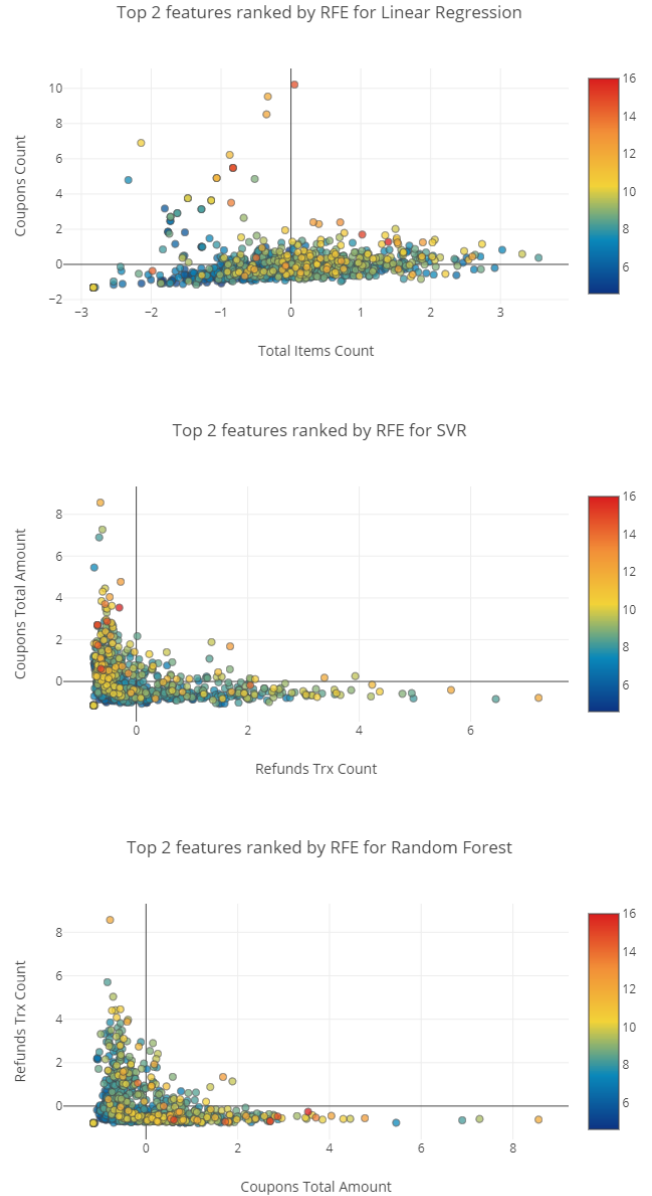 Top 2 features ranked by RFE for Linear Regression
16
10
14
8
12
6
4
10
2
8
0
6
−2
−3 −2 −1 0 1 2 3
Coupons Count
Total Items Count
Top 2 features ranked by RFE for SVR
16
8
14
6
12
4
10
2
8
0
6
0 2 4 6
Coupons Total Amount
Refunds Trx Count
Top 2 features ranked by RFE for Random Forest
16
8
14
6
12
4
10
2
8
0
6
0 2 4 6 8
Refunds Trx Count
Coupons Total Amount